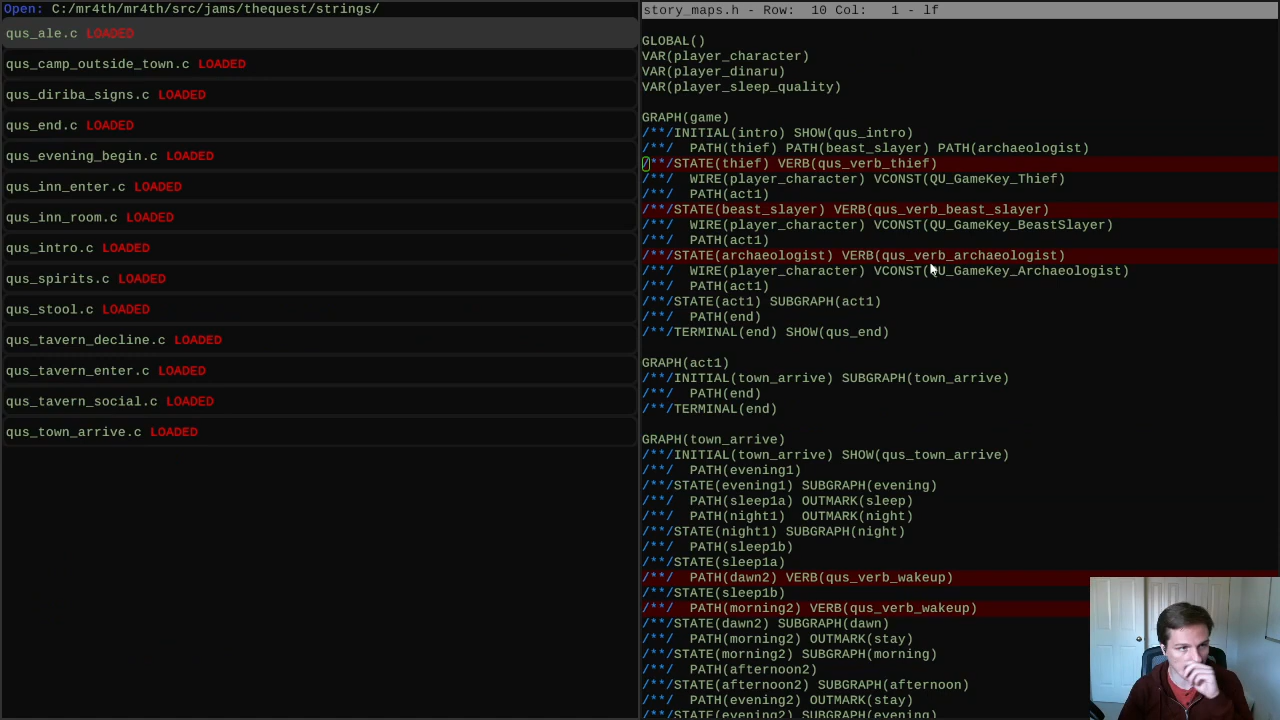 Open: C:/mr4th/mr4th/src/jams/thequest/strings/
qus_ale.c LOADED
qus_camp_outside_town.c LOADED
qus_diriba_signs.c LOADED
qus_end.c LOADED
qus_evening_begin.c LOADED
qus_inn_enter.c LOADED
qus_inn_room.c LOADED
qus_intro.c LOADED
qus_spirits.c LOADED
qus_stool.c LOADED
qus_tavern_decline.c LOADED
qus_tavern_enter.c LOADED
qus_tavern_social.c LOADED
qus_town_arrive.c LOADED
story_maps.h - Row: 10 Col: 1 - lf
GLOBAL()
VAR(player_character)
VAR(player_dinaru)
VAR(player_sleep_quality)
GRAPH(game)
/**/INITIAL(intro) SHOW(qus_intro)
/**/  PATH(thief) PATH(beast_slayer) PATH(archaeologist)
/**/STATE(thief) VERB(qus_verb_thief)
/**/  WIRE(player_character) VCONST(QU_GameKey_Thief)
/**/  PATH(act1)
/**/STATE(beast_slayer) VERB(qus_verb_beast_slayer)
/**/  WIRE(player_character) VCONST(QU_GameKey_BeastSlayer)
/**/  PATH(act1)
/**/STATE(archaeologist) VERB(qus_verb_archaeologist)
/**/  WIRE(player_character) VCONST(QU_GameKey_Archaeologist)
/**/  PATH(act1)
/**/STATE(act1) SUBGRAPH(act1)
/**/  PATH(end)
/**/TERMINAL(end) SHOW(qus_end)
GRAPH(act1)
/**/INITIAL(town_arrive) SUBGRAPH(town_arrive)
/**/  PATH(end)
/**/TERMINAL(end)
GRAPH(town_arrive)
/**/INITIAL(town_arrive) SHOW(qus_town_arrive)
/**/  PATH(evening1)
/**/STATE(evening1) SUBGRAPH(evening)
/**/  PATH(sleep1a) OUTMARK(sleep)
/**/  PATH(night1)  OUTMARK(night)
/**/STATE(night1) SUBGRAPH(night)
/**/  PATH(sleep1b)
/**/STATE(sleep1a)
/**/  PATH(dawn2) VERB(qus_verb_wakeup)
/**/STATE(sleep1b)
/**/  PATH(morning2) VERB(qus_verb_wakeup)
/**/STATE(dawn2) SUBGRAPH(dawn)
/**/  PATH(morning2) OUTMARK(stay)
/**/STATE(morning2) SUBGRAPH(morning)
/**/  PATH(afternoon2)
/**/STATE(afternoon2) SUBGRAPH(afternoon)
/**/  PATH(evening2) OUTMARK(stay)
/**/STATE(evening2) SUBGRAPH(evening)